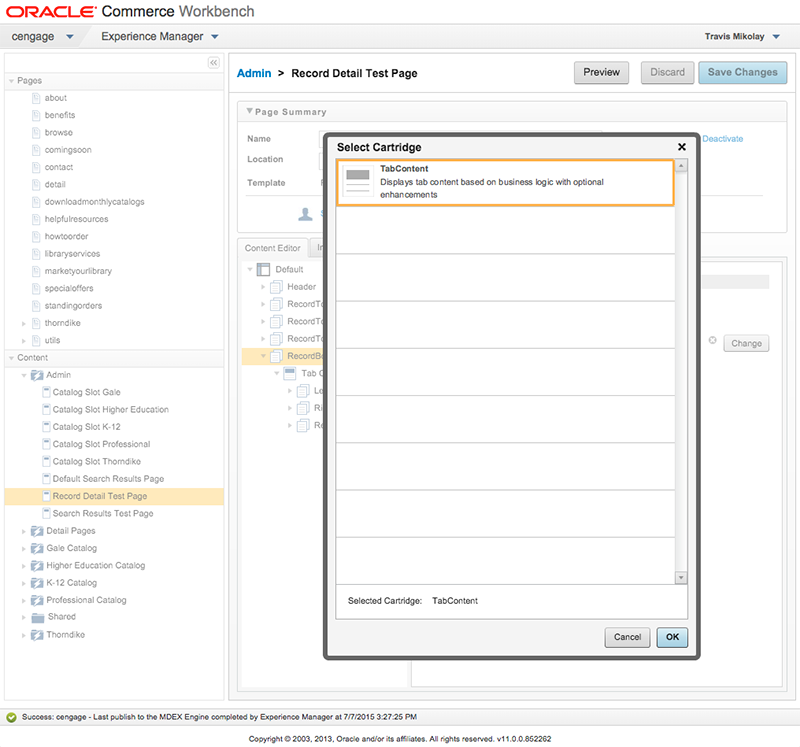 ORACLE Commerce Workbench
cengage
Experience Manager
Travis Mikolay
Pages
about
benefits
browse
comingsoon
contact
detail
downloadmonthlycatalogs
helpfulresources
howtoorder
libraryservices
marketyourlibrary
specialoffers
standingorders
thorndike
utils
Content
Admin
Catalog Slot Gale
Catalog Slot Higher Education
Catalog Slot K-12
Catalog Slot Professional
Catalog Slot Thorndike
Default Search Results Page
Record Detail Test Page
Search Results Test Page
Detail Pages
Gale Catalog
Higher Education Catalog
K-12 Catalog
Professional Catalog
Shared
Thorndike
Admin > Record Detail Test Page
Preview
Discard
Save Changes
Page Summary
Name
Deactivate
Location
Template
Content Editor
Default
Header
RecordTo
RecordTo
RecordTo
RecordBo
Tab C
Le
Ri
Re
Change
Select Cartridge
TabContent
Displays tab content based on business logic with optional
enhancements
Selected Cartridge: TabContent
Cancel
OK
Success: cengage - Last publish to the MDEX Engine completed by Experience Manager at 7/7/2015 3:27:25 PM
Copyright © 2003, 2013, Oracle and/or its affiliates. All rights reserved. v11.0.0.852262